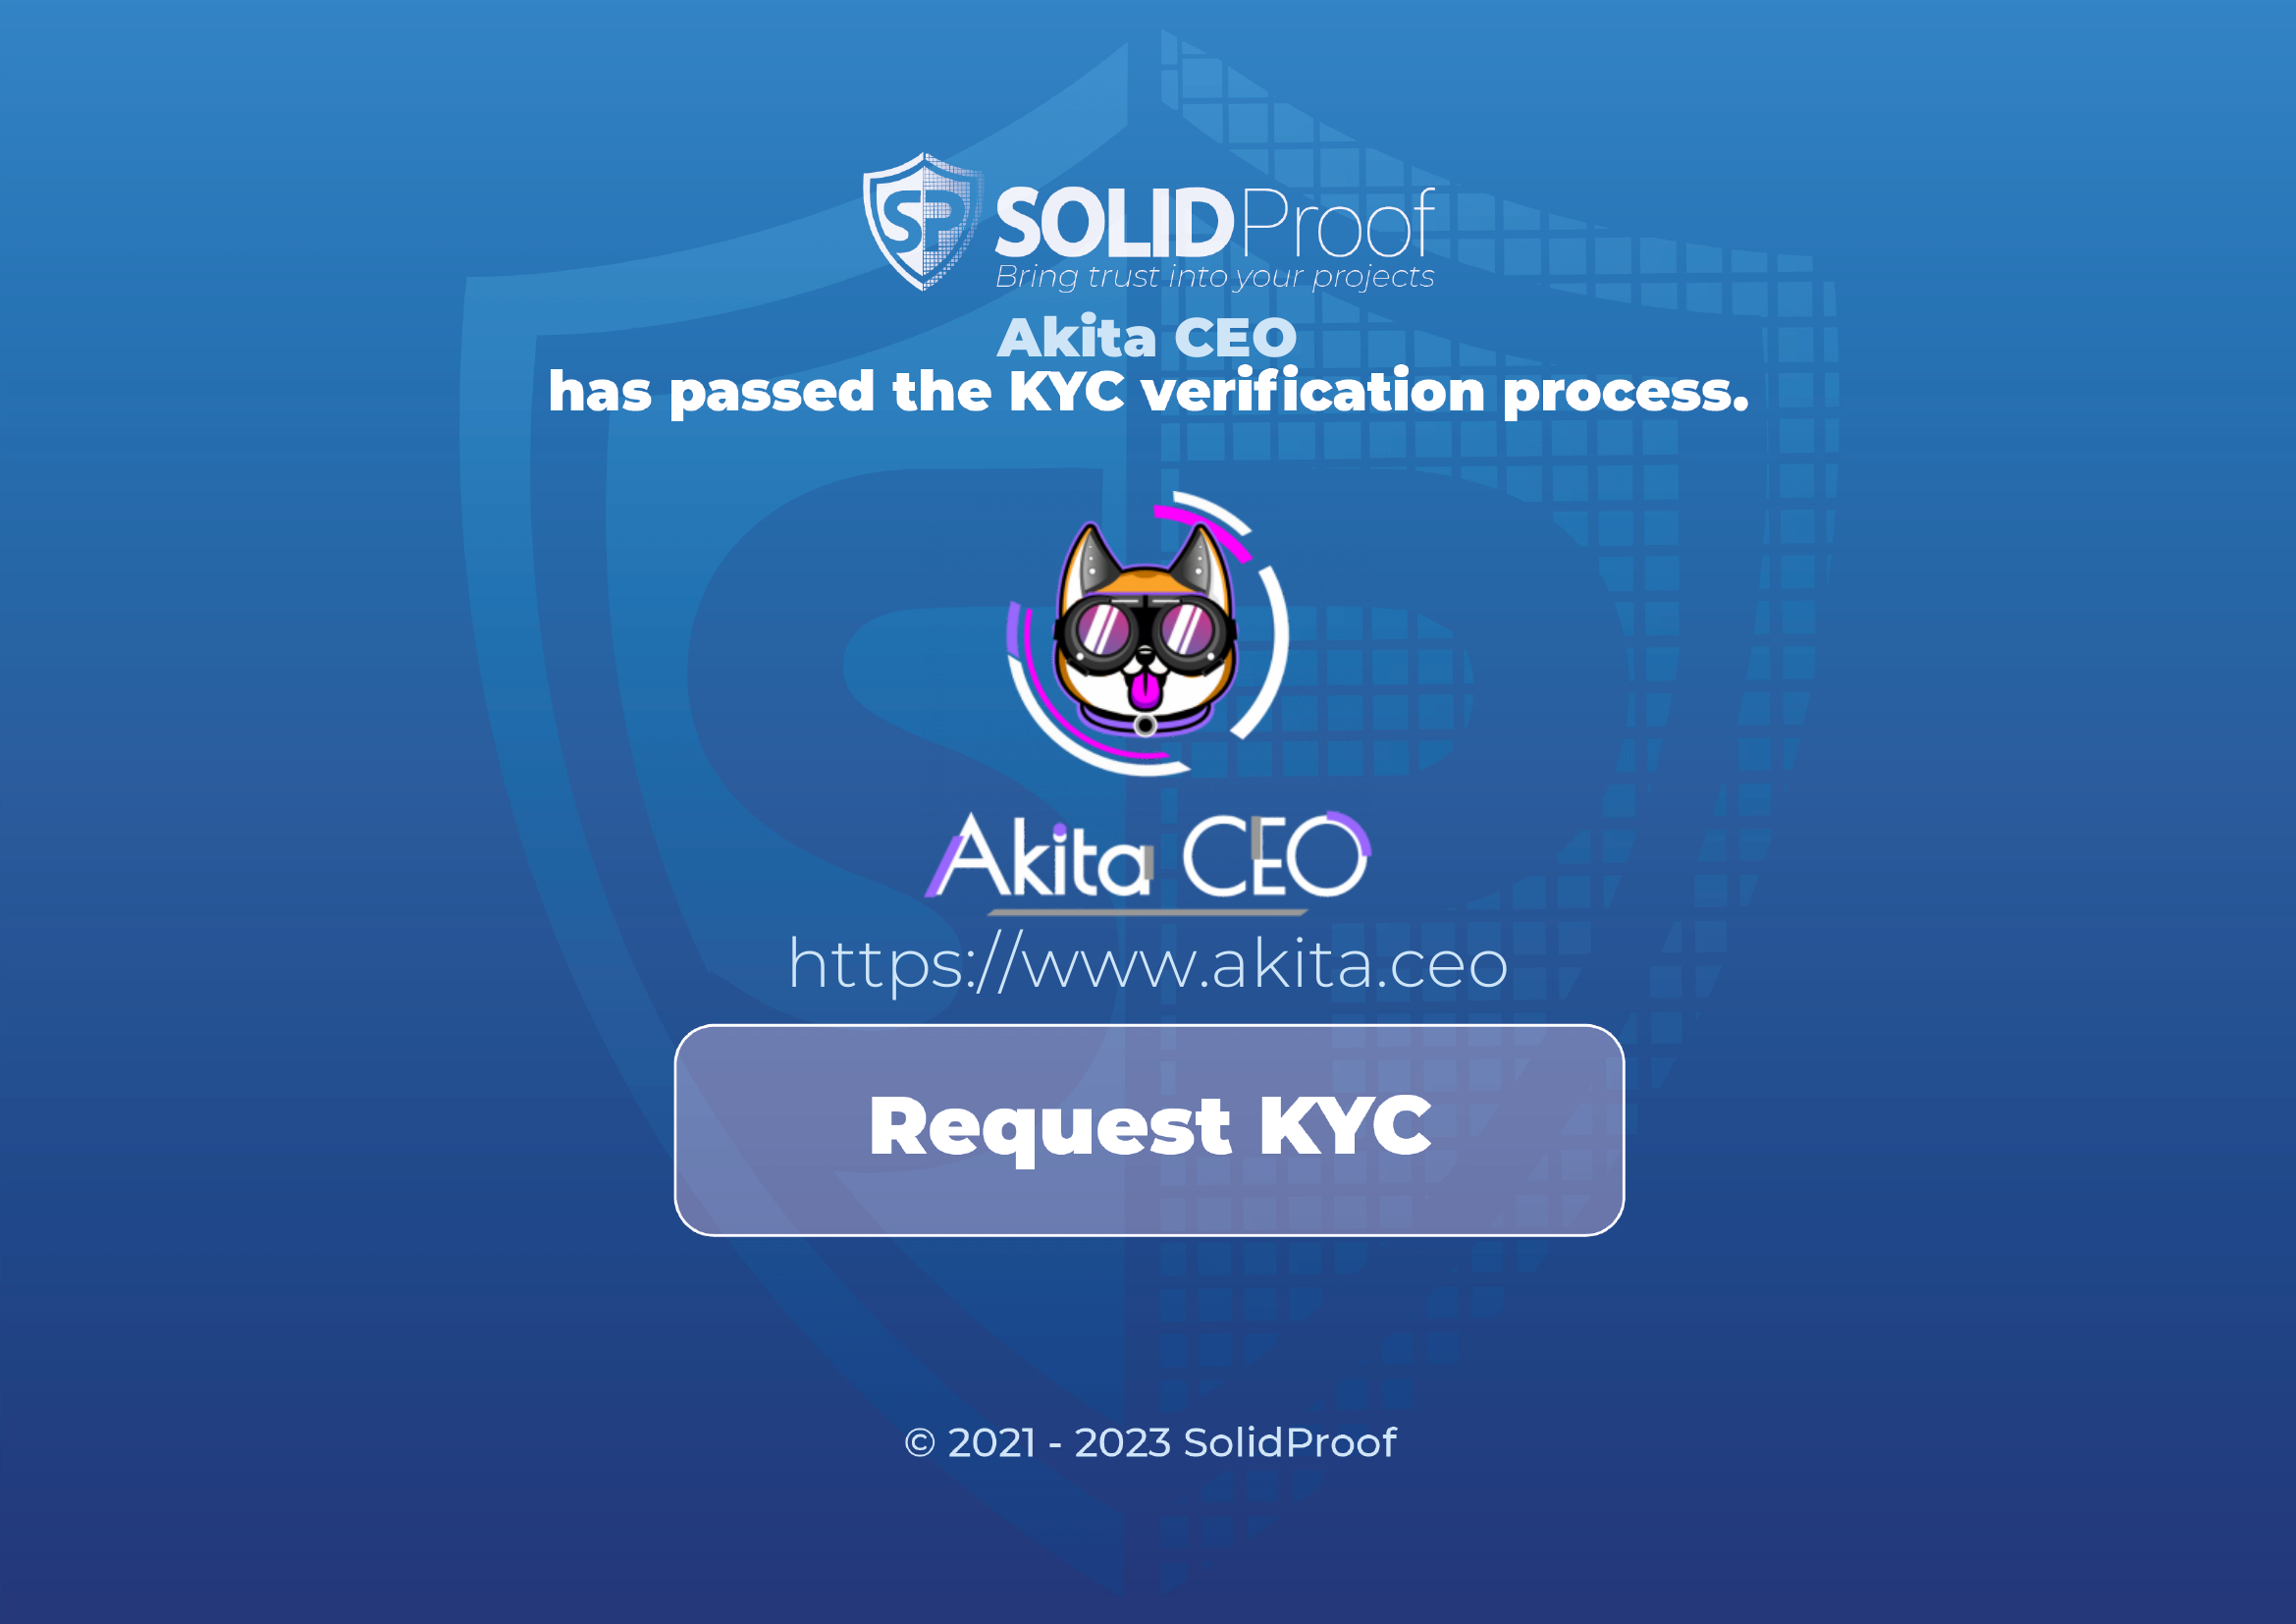 SP SOLIDProof
Bring trust into your projects
Akita CEO
has passed the KYC verification process.
Akita CEO
https://www.akita.ceo
Request KYC
© 2021 - 2023 SolidProof